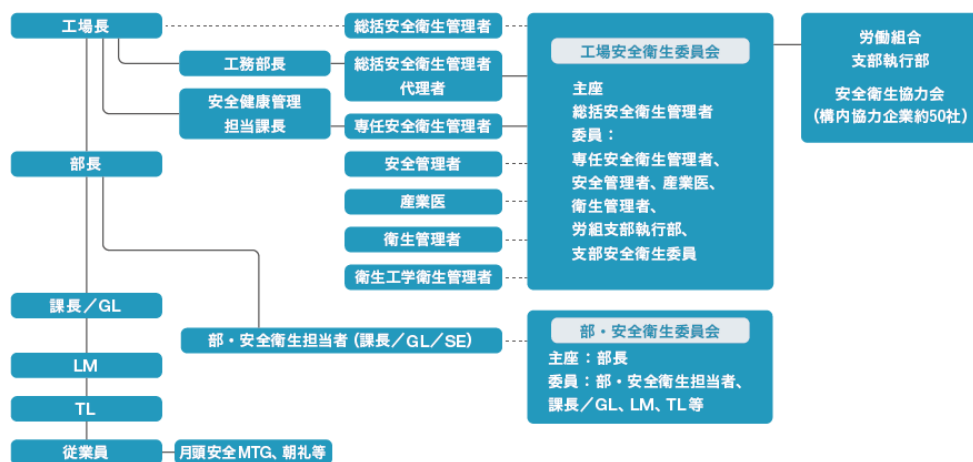 工場長
総括安全衛生管理者
工務部長
総括安全衛生管理者
代理者
安全健康管理
担当課長
専任安全衛生管理者
部長
安全管理者
産業医
衛生管理者
衛生工学衛生管理者
工場安全衛生委員会
主座
総括安全衛生管理者
委員：
専任安全衛生管理者、
安全管理者、産業医、
衛生管理者、
労組支部執行部、
支部安全衛生委員
労働組合
支部執行部
安全衛生協力会
(構内協力企業約50社)
課長／GL
部・安全衛生担当者（課長／GL／SE）
部・安全衛生委員会
主座：部長
委員：部・安全衛生担当者、
課長／GL、LM、TL等
LM
TL
従業員
月頭安全MTG、朝礼等